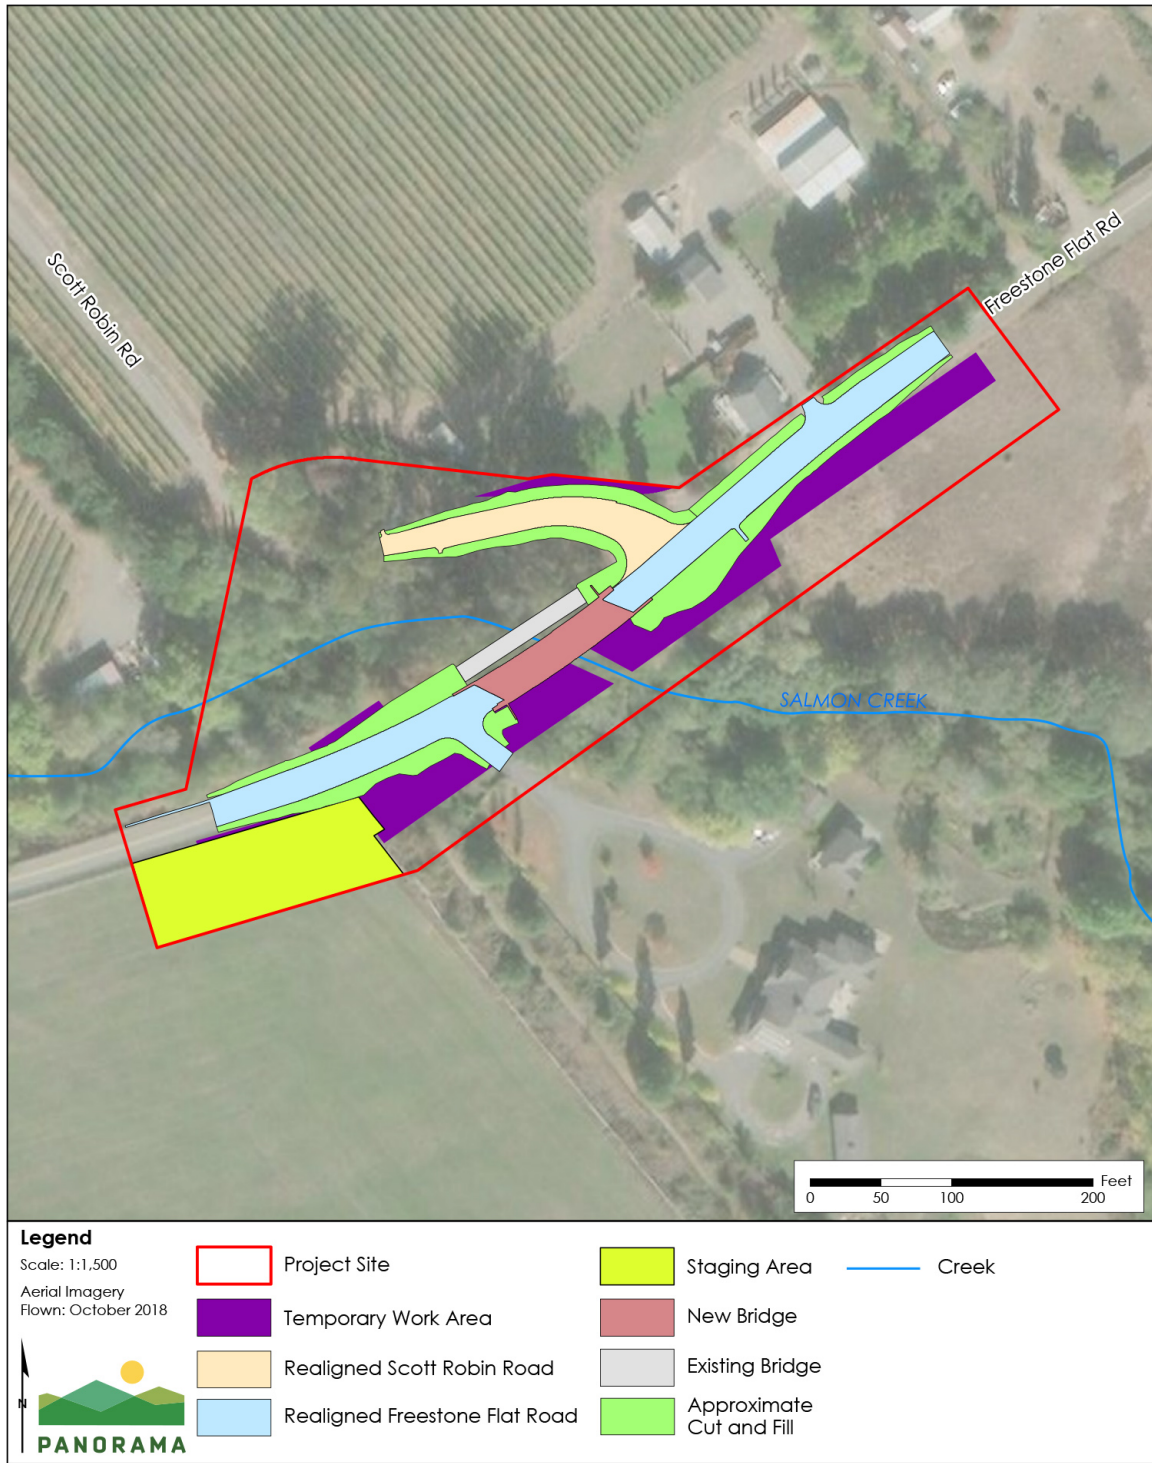 Scott Robin Rd
Freestone Flat Rd
SALMON CREEK
Feet
0 50 100 200
Legend
Scale: 1:1,500
Aerial Imagery
Flown: October 2018
N
PANORAMA
Project Site
Temporary Work Area
Realigned Scott Robin Road
Realigned Freestone Flat Road
Staging Area
New Bridge
Existing Bridge
Approximate
Cut and Fill
Creek